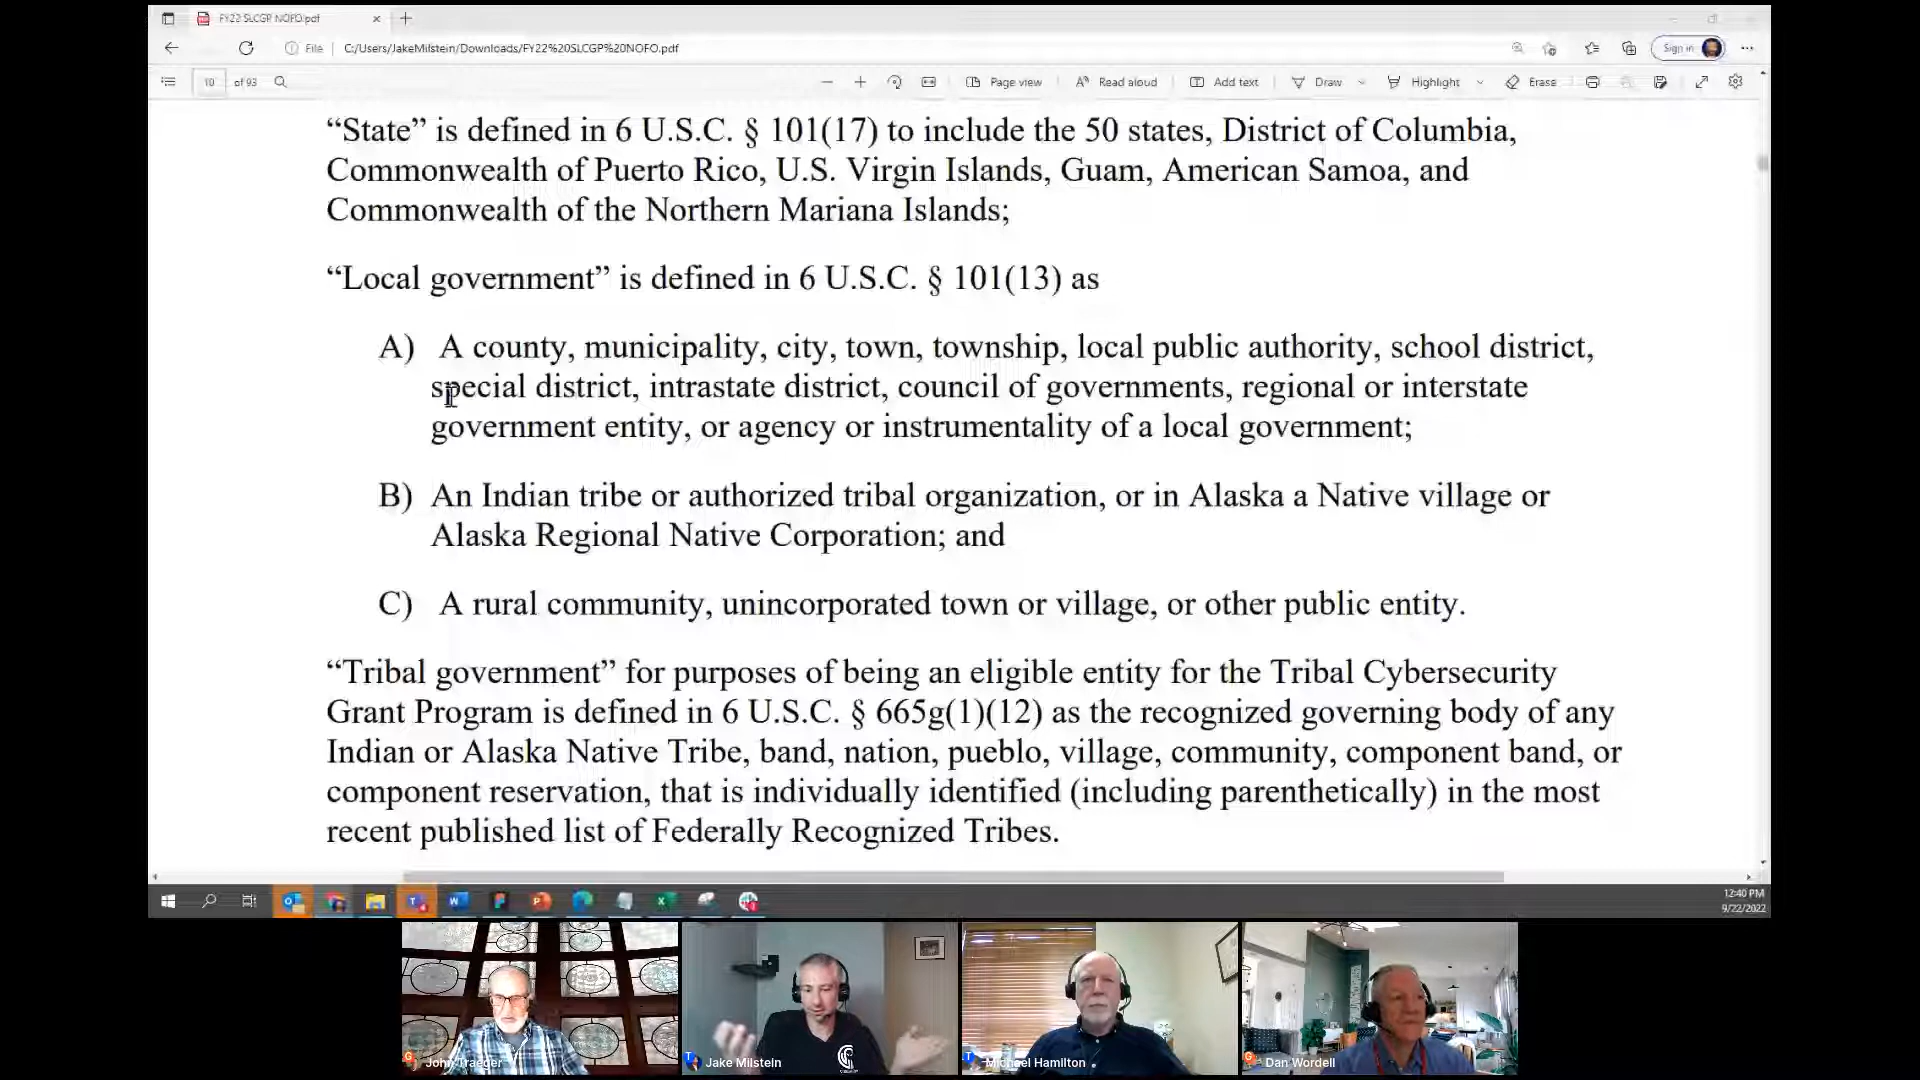 FY22 SLCGP NOFO.pdf
File C:/Users/JakeMilstein/Downloads/FY22%20SLCGP%20NOFO.pdf Sign in
10 of 93 Page view Read aloud Add text Draw Highlight Erase
“State” is defined in 6 U.S.C. § 101(17) to include the 50 states, District of Columbia,
Commonwealth of Puerto Rico, U.S. Virgin Islands, Guam, American Samoa, and
Commonwealth of the Northern Mariana Islands;
“Local government” is defined in 6 U.S.C. § 101(13) as
A) A county, municipality, city, town, township, local public authority, school district,
special district, intrastate district, council of governments, regional or interstate
government entity, or agency or instrumentality of a local government;
B) An Indian tribe or authorized tribal organization, or in Alaska a Native village or
Alaska Regional Native Corporation; and
C) A rural community, unincorporated town or village, or other public entity.
“Tribal government” for purposes of being an eligible entity for the Tribal Cybersecurity
Grant Program is defined in 6 U.S.C. § 665g(1)(12) as the recognized governing body of any
Indian or Alaska Native Tribe, band, nation, pueblo, village, community, component band, or
component reservation, that is individually identified (including parenthetically) in the most
recent published list of Federally Recognized Tribes.
12:40 PM
9/22/2022
John Traeger
Jake Milstein
Michael Hamilton
Dan Wordell